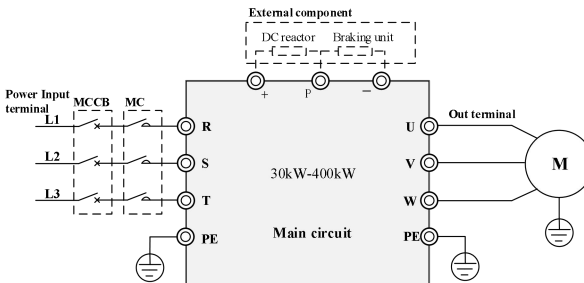 External component
DC reactor Braking unit
+ P −
Power Input
terminal
MCCB MC
L1 R U Out terminal
L2 S V M
30kW-400kW
L3 T W
PE Main circuit PE